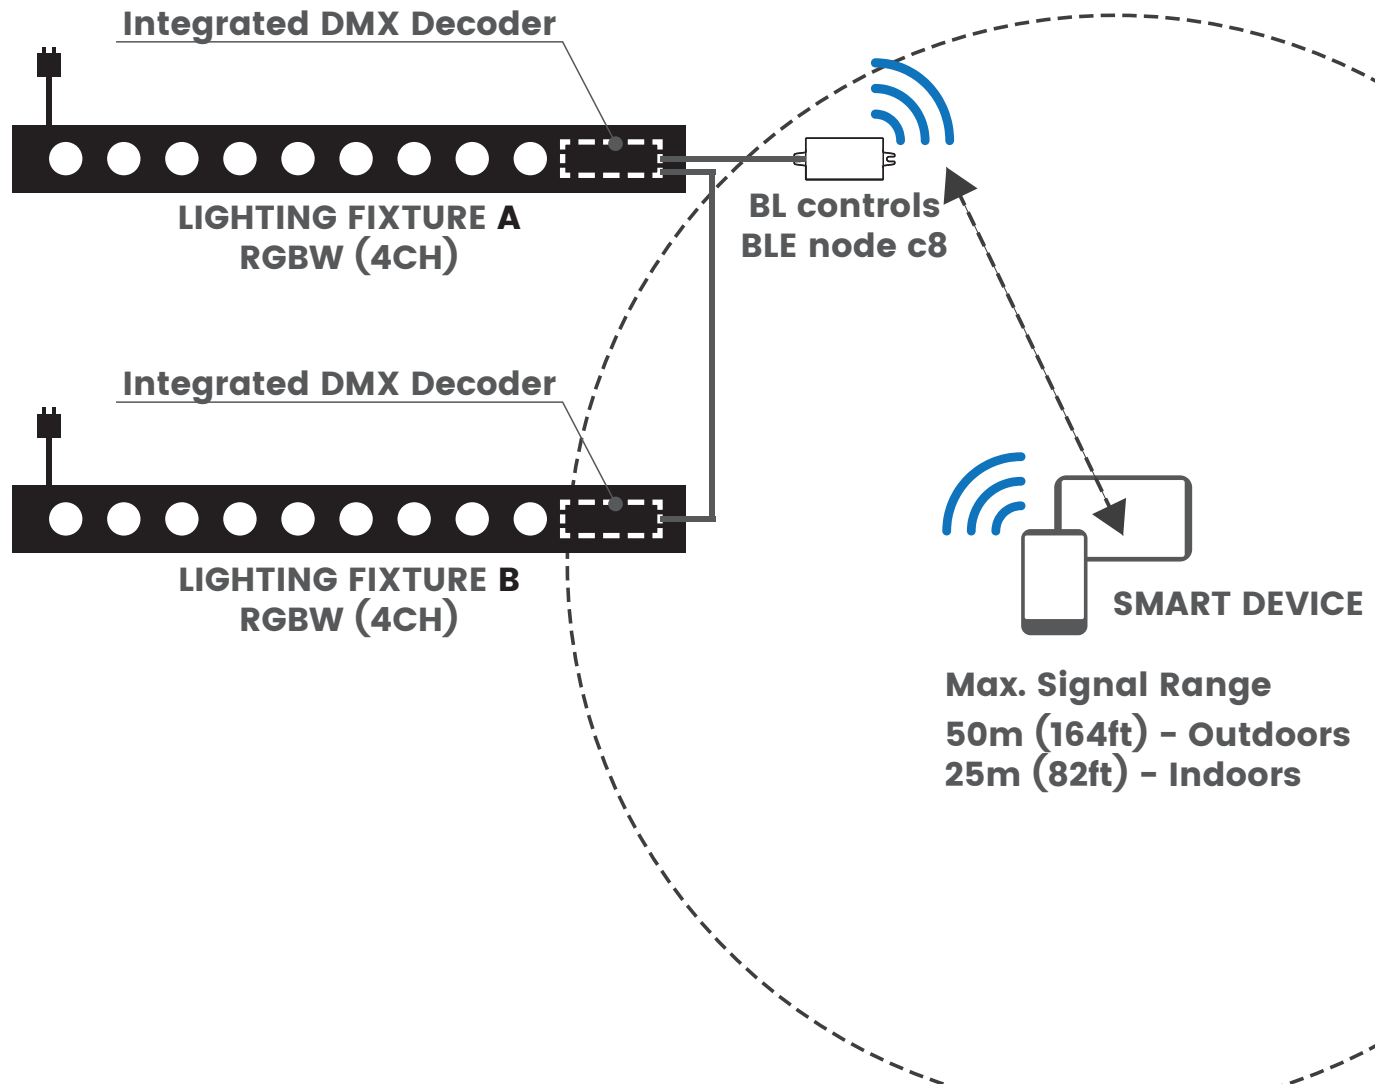 Integrated DMX Decoder
LIGHTING FIXTURE A
RGBW (4CH)
BL controls
BLE node c8
Integrated DMX Decoder
LIGHTING FIXTURE B
RGBW (4CH)
SMART DEVICE
Max. Signal Range
50m (164ft) - Outdoors
25m (82ft) - Indoors